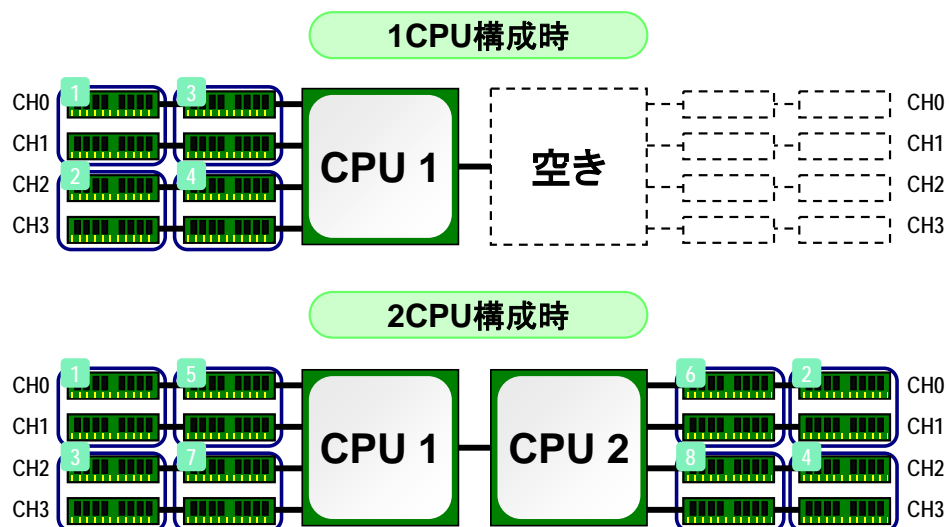 1CPU構成時
1 3
CH0 CH0
CH1 CH1
CPU 1 空き
2 4
CH2 CH2
CH3 CH3
2CPU構成時
1 5 6 2
CH0 CH0
CH1 CH1
CPU 1 CPU 2
3 7 8 4
CH2 CH2
CH3 CH3